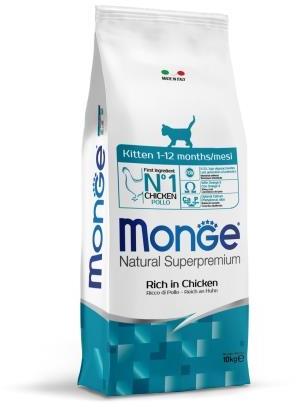 MADE IN ITALY
Kitten 1-12 months/mesi
First Ingredient
N°1
CHICKEN
POLLO
Monge
Natural Superpremium
Rich in Chicken
Ricco di Pollo - Reich an Huhn
10kg e